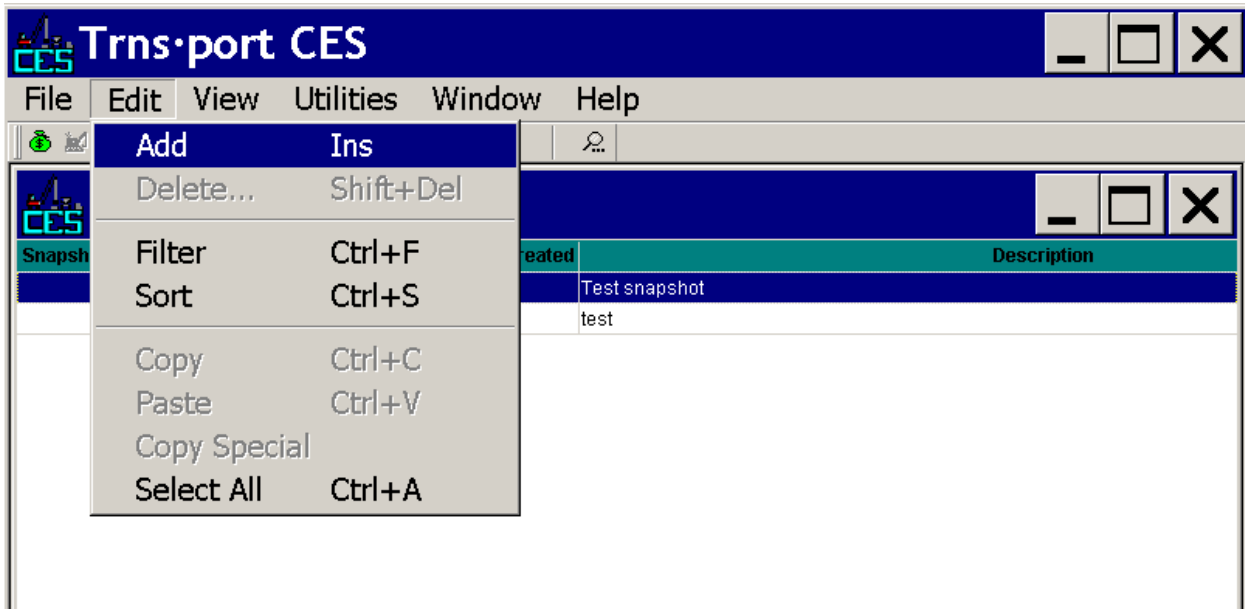 CES Trns·port CES
File Edit View Utilities Window Help
Add Ins
Delete... Shift+Del
CES
Filter Ctrl+F
Sort Ctrl+S
Copy Ctrl+C
Paste Ctrl+V
Copy Special
Select All Ctrl+A
Snapsh reated Description
Test snapshot
test